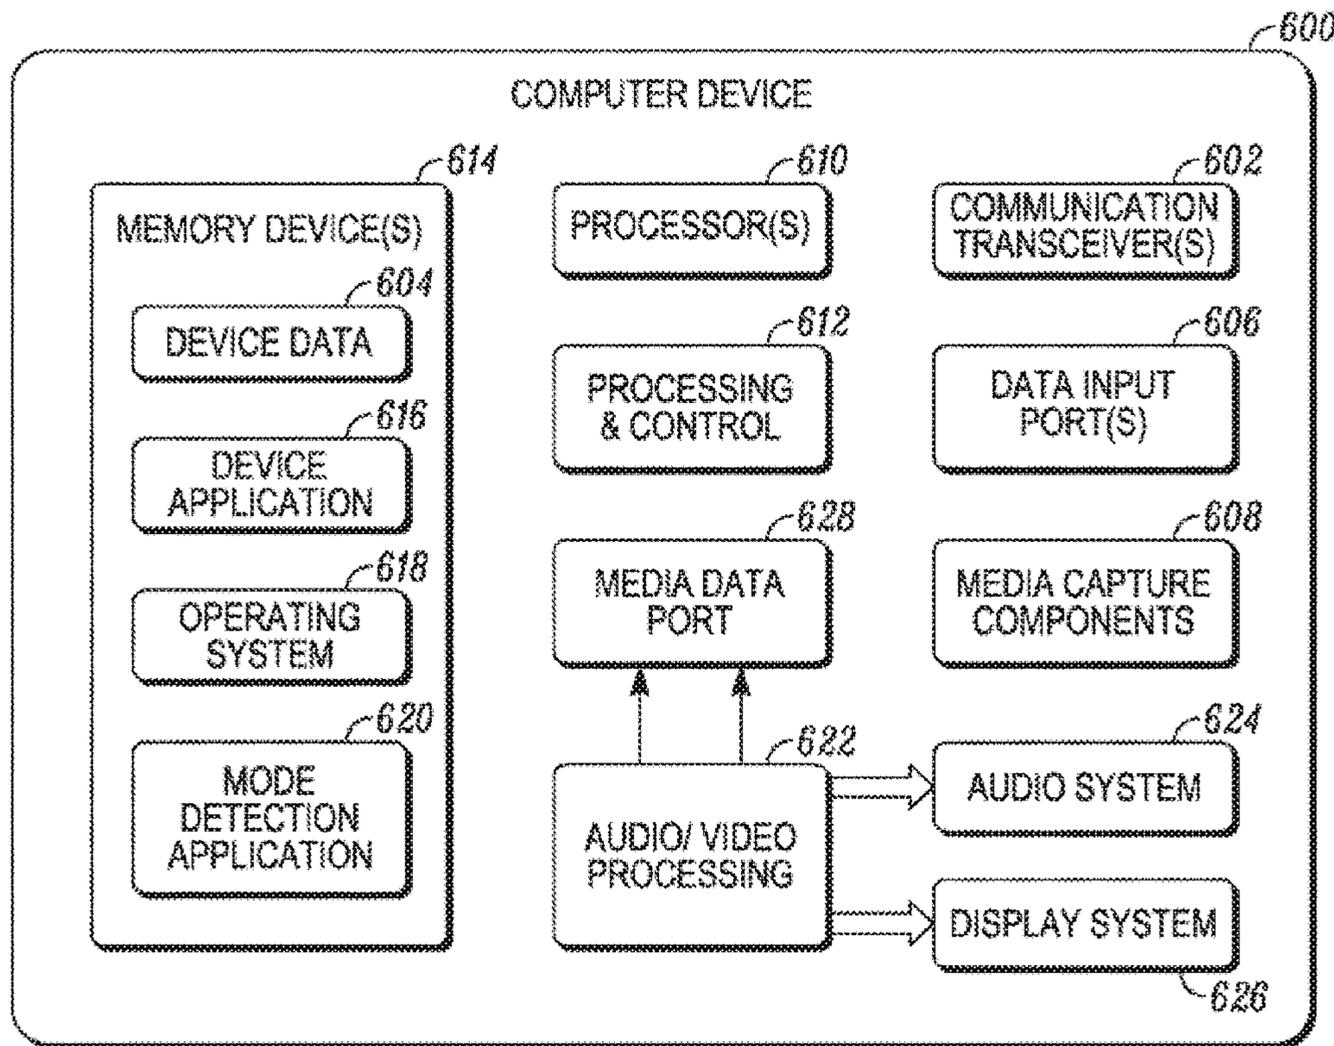 600
COMPUTER DEVICE
614
MEMORY DEVICE(S)
604
DEVICE DATA
616
DEVICE
APPLICATION
618
OPERATING
SYSTEM
620
MODE
DETECTION
APPLICATION
610
PROCESSOR(S)
612
PROCESSING
& CONTROL
628
MEDIA DATA
PORT
622
AUDIO/ VIDEO
PROCESSING
602
COMMUNICATION
TRANSCEIVER(S)
606
DATA INPUT
PORT(S)
608
MEDIA CAPTURE
COMPONENTS
624
AUDIO SYSTEM
DISPLAY SYSTEM
626